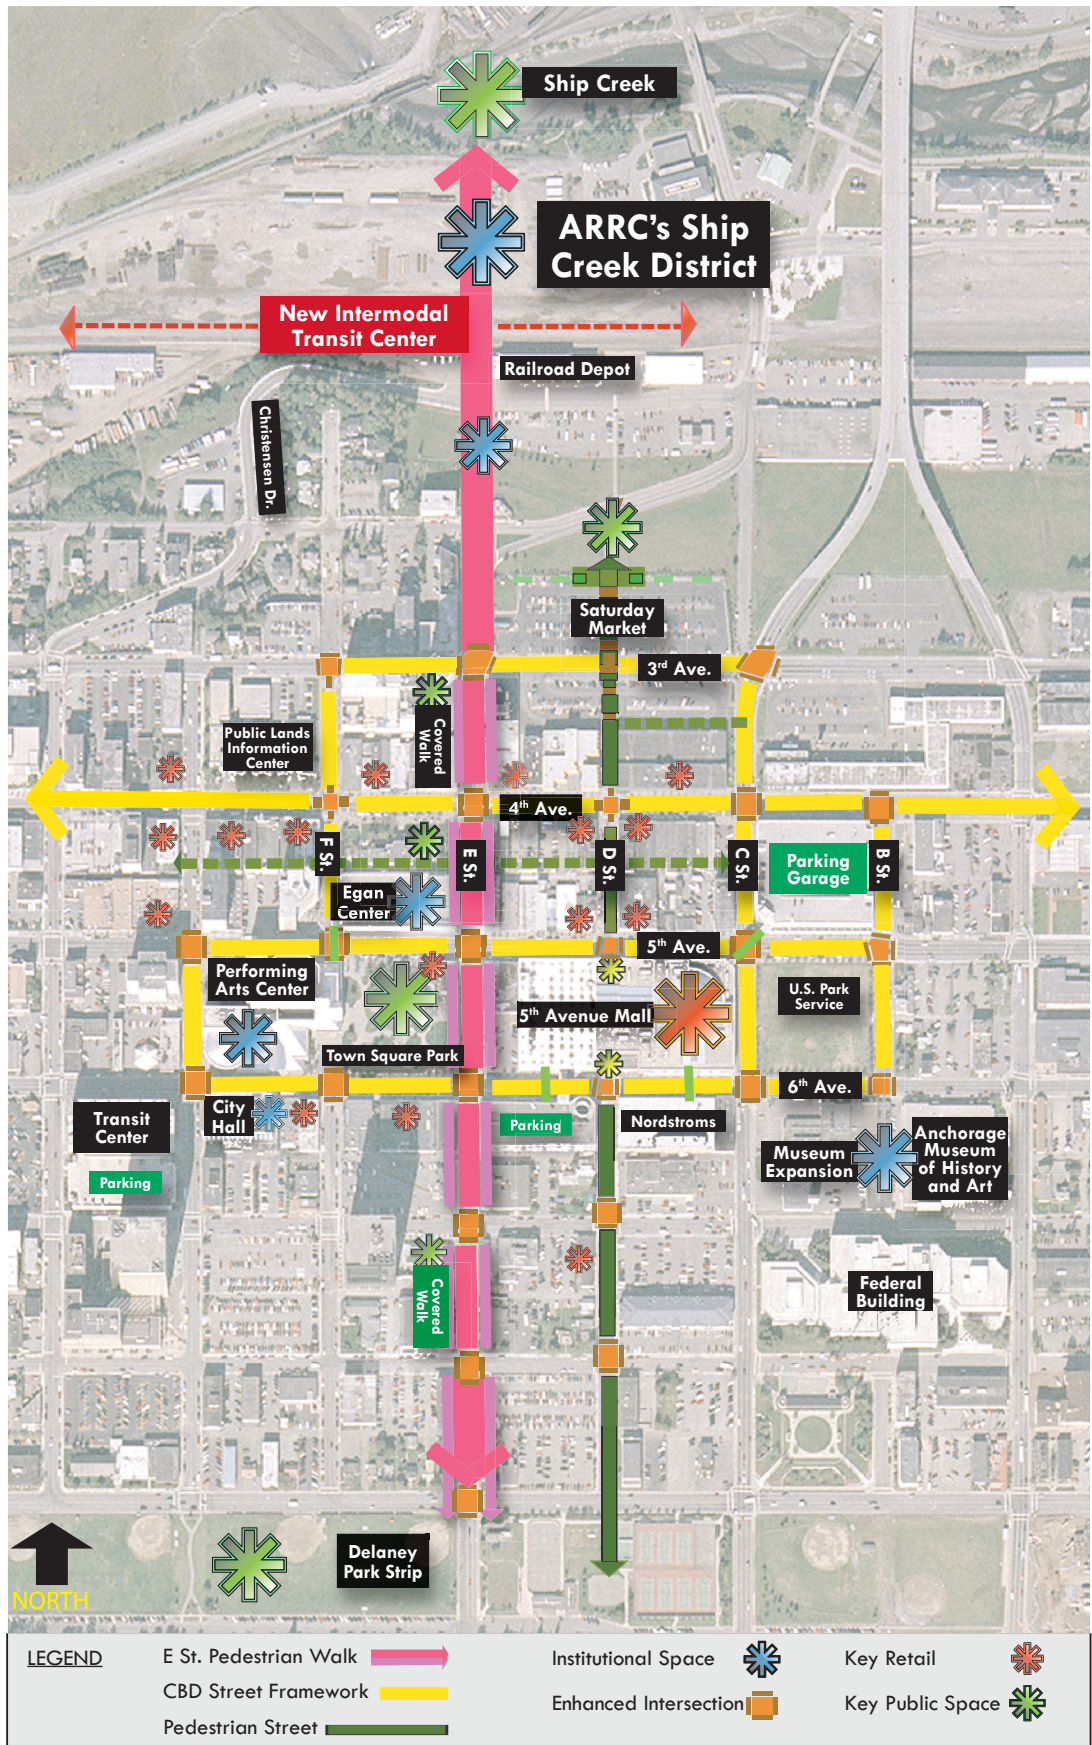 Ship Creek
ARRC's Ship
Creek District
New Intermodal
Transit Center
Railroad Depot
Christensen Dr.
Saturday
Market
3rd Ave.
Covered
Walk
Public Lands
Information
Center
4th Ave.
F St.
E St.
D St.
C St.
Parking
Garage
B St.
Egan
Center
5th Ave.
Performing
Arts Center
U.S. Park
Service
5th Avenue Mall
Town Square Park
6th Ave.
Transit
Center
City
Hall
Parking
Nordstroms
Museum
Expansion
Anchorage
Museum
of History
and Art
Parking
Covered
Walk
Federal
Building
Delaney
Park Strip
NORTH
LEGEND
E St. Pedestrian Walk
CBD Street Framework
Pedestrian Street
Institutional Space
Enhanced Intersection
Key Retail
Key Public Space